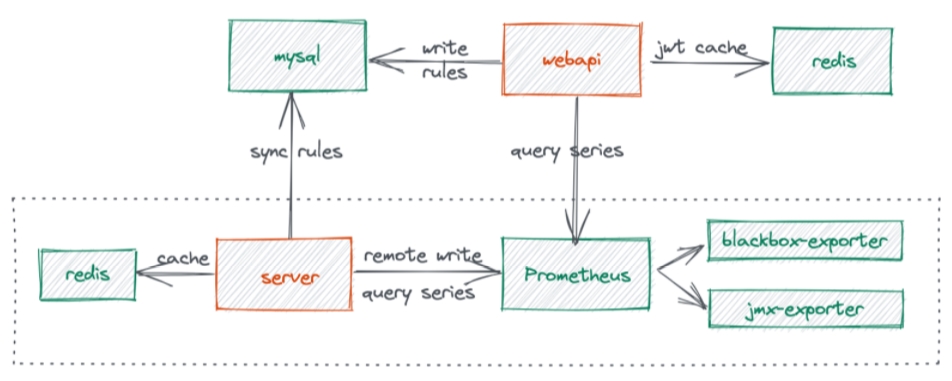 mysql
write
rules
webapi
jwt cache
redis
sync rules
query series
redis
cache
server
remote write
query series
Prometheus
blackbox-exporter
jmx-exporter